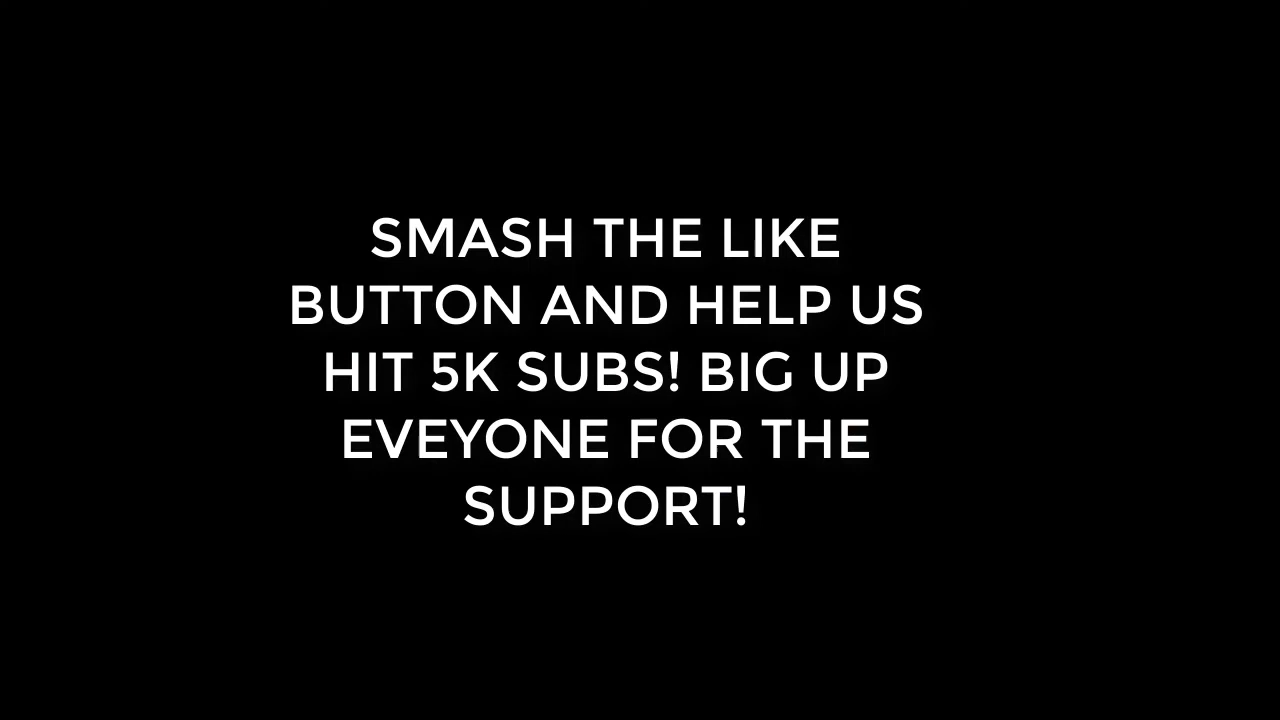 SMASH THE LIKE
BUTTON AND HELP US
HIT 5K SUBS! BIG UP
EVEYONE FOR THE
SUPPORT!